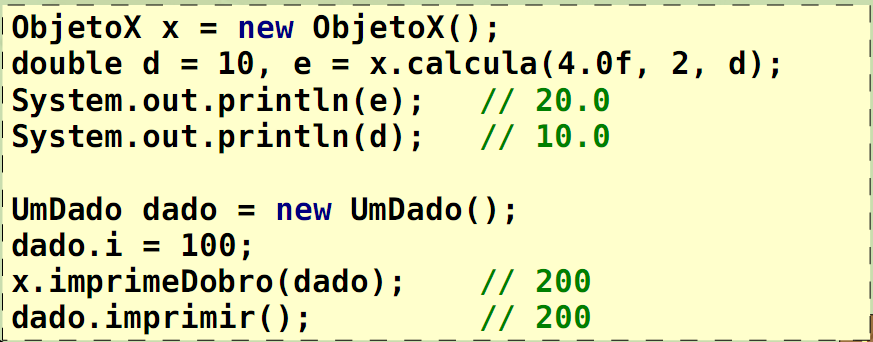 ObjetoX x = new ObjetoX();
double d = 10, e = x.calcula(4.0f, 2, d);
System.out.println(e);   // 20.0
System.out.println(d);   // 10.0
UmDado dado = new UmDado();
dado.i = 100;
x.imprimeDobro(dado);    // 200
dado.imprimir();         // 200